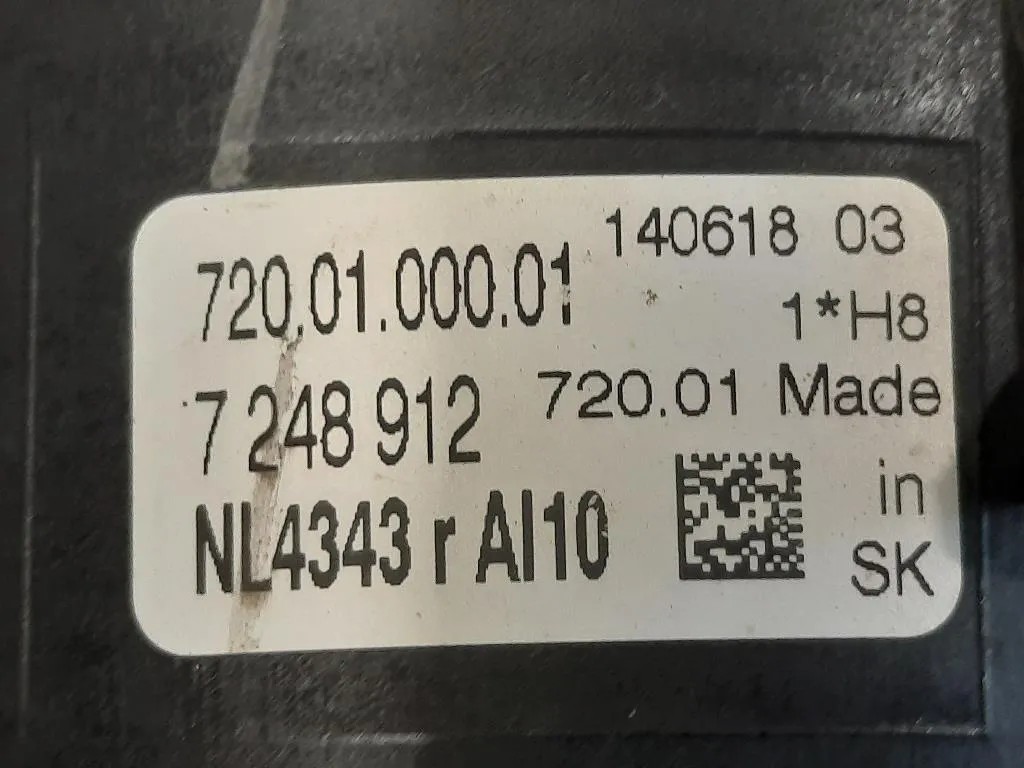 720.01.000.01 140618 03
1*H8
7 248 912 720.01 Made
in
NL4343 r AI10 SK